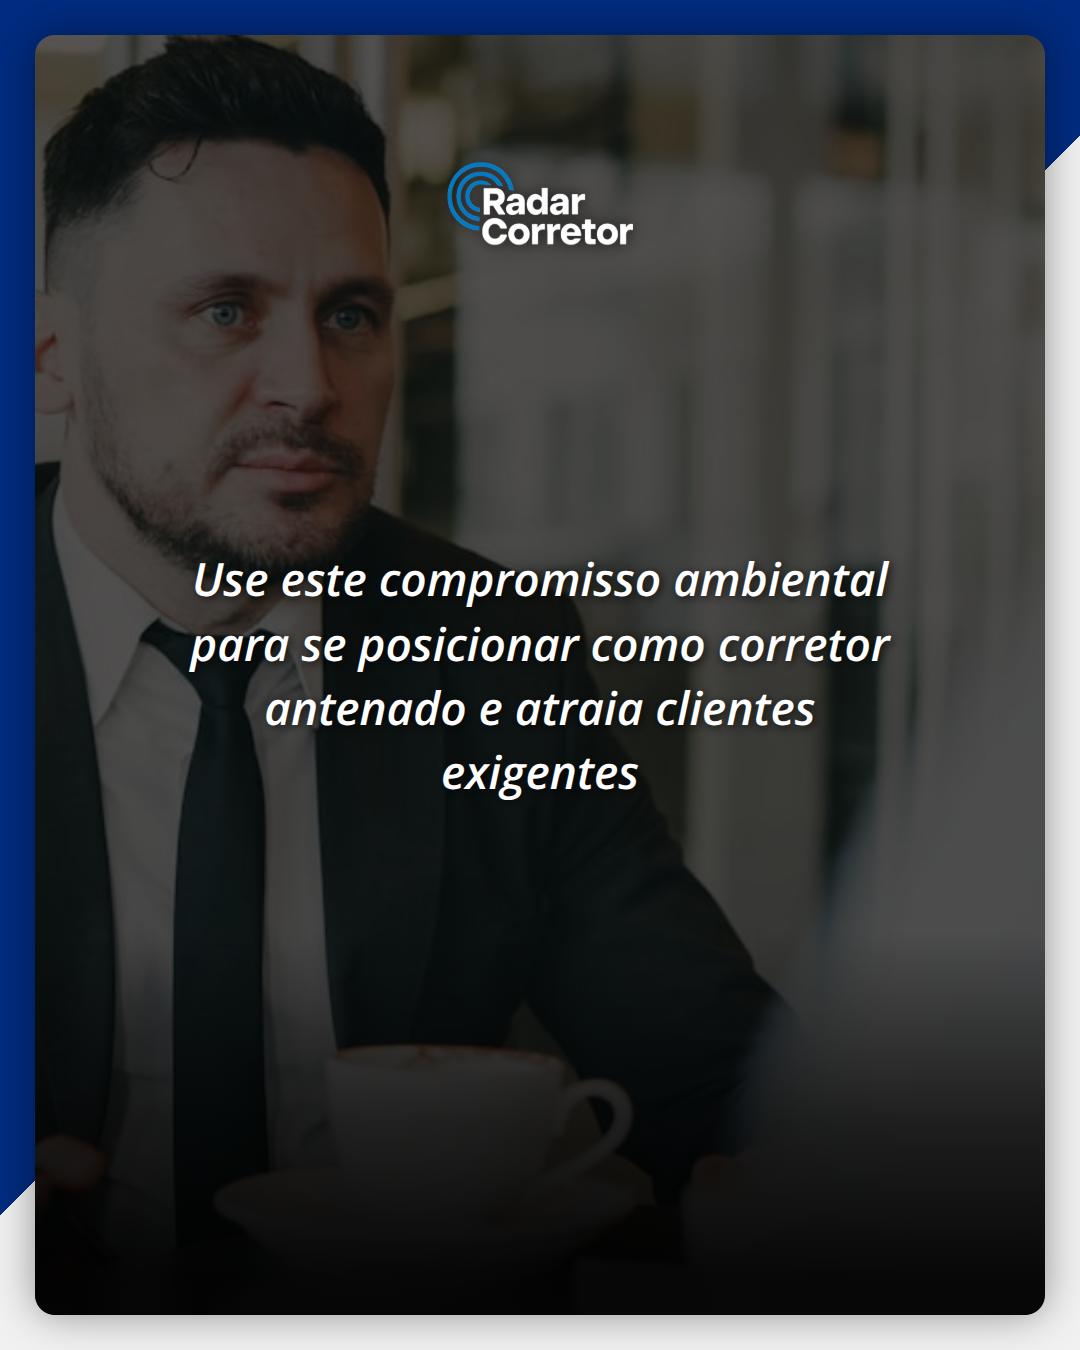 Radar
Corretor
Use este compromisso ambiental
para se posicionar como corretor
antenado e atraia clientes
exigentes